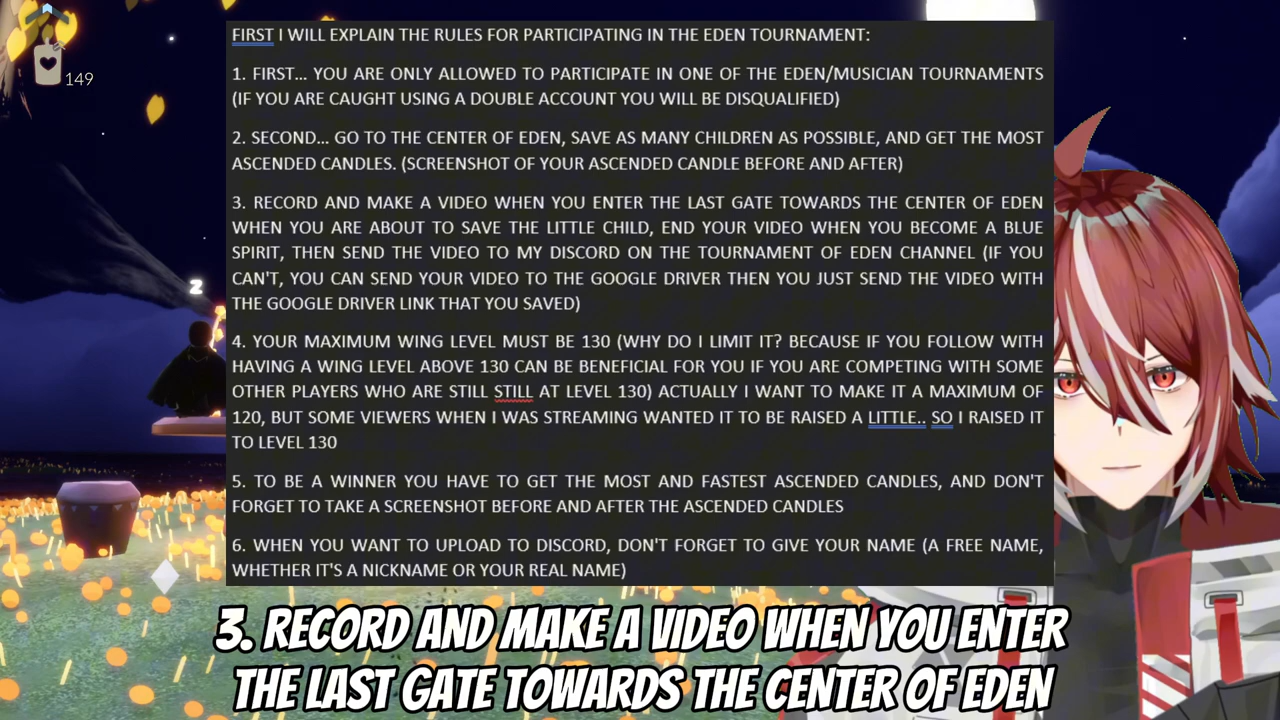 149
FIRST I WILL EXPLAIN THE RULES FOR PARTICIPATING IN THE EDEN TOURNAMENT:
1. FIRST... YOU ARE ONLY ALLOWED TO PARTICIPATE IN ONE OF THE EDEN/MUSICIAN TOURNAMENTS
(IF YOU ARE CAUGHT USING A DOUBLE ACCOUNT YOU WILL BE DISQUALIFIED)
2. SECOND... GO TO THE CENTER OF EDEN, SAVE AS MANY CHILDREN AS POSSIBLE, AND GET THE MOST
ASCENDED CANDLES. (SCREENSHOT OF YOUR ASCENDED CANDLE BEFORE AND AFTER)
3. RECORD AND MAKE A VIDEO WHEN YOU ENTER THE LAST GATE TOWARDS THE CENTER OF EDEN
WHEN YOU ARE ABOUT TO SAVE THE LITTLE CHILD, END YOUR VIDEO WHEN YOU BECOME A BLUE
SPIRIT, THEN SEND THE VIDEO TO MY DISCORD ON THE TOURNAMENT OF EDEN CHANNEL (IF YOU
CAN'T, YOU CAN SEND YOUR VIDEO TO THE GOOGLE DRIVER THEN YOU JUST SEND THE VIDEO WITH
THE GOOGLE DRIVER LINK THAT YOU SAVED)
4. YOUR MAXIMUM WING LEVEL MUST BE 130 (WHY DO I LIMIT IT? BECAUSE IF YOU FOLLOW WITH
HAVING A WING LEVEL ABOVE 130 CAN BE BENEFICIAL FOR YOU IF YOU ARE COMPETING WITH SOME
OTHER PLAYERS WHO ARE STILL STILL AT LEVEL 130) ACTUALLY I WANT TO MAKE IT A MAXIMUM OF
120, BUT SOME VIEWERS WHEN I WAS STREAMING WANTED IT TO BE RAISED A LITTLE.. SO I RAISED IT
TO LEVEL 130
5. TO BE A WINNER YOU HAVE TO GET THE MOST AND FASTEST ASCENDED CANDLES, AND DON'T
FORGET TO TAKE A SCREENSHOT BEFORE AND AFTER THE ASCENDED CANDLES
6. WHEN YOU WANT TO UPLOAD TO DISCORD, DON'T FORGET TO GIVE YOUR NAME (A FREE NAME,
WHETHER IT'S A NICKNAME OR YOUR REAL NAME)
Z
3. RECORD AND MAKE A VIDEO WHEN YOU ENTER
THE LAST GATE TOWARDS THE CENTER OF EDEN